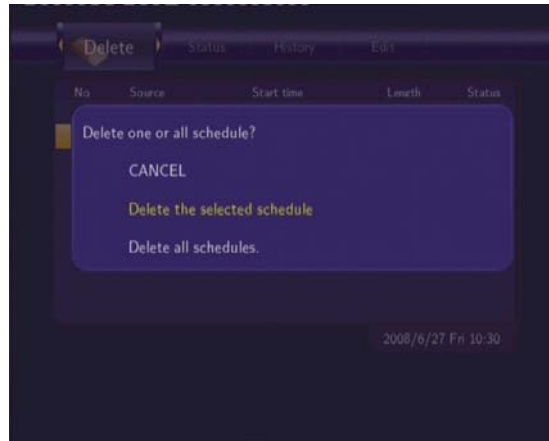 Delete Status History Edit
No Source Start time Length Status
Delete one or all schedule?
CANCEL
Delete the selected schedule
Delete all schedules.
2008/6/27 Fri 10:30